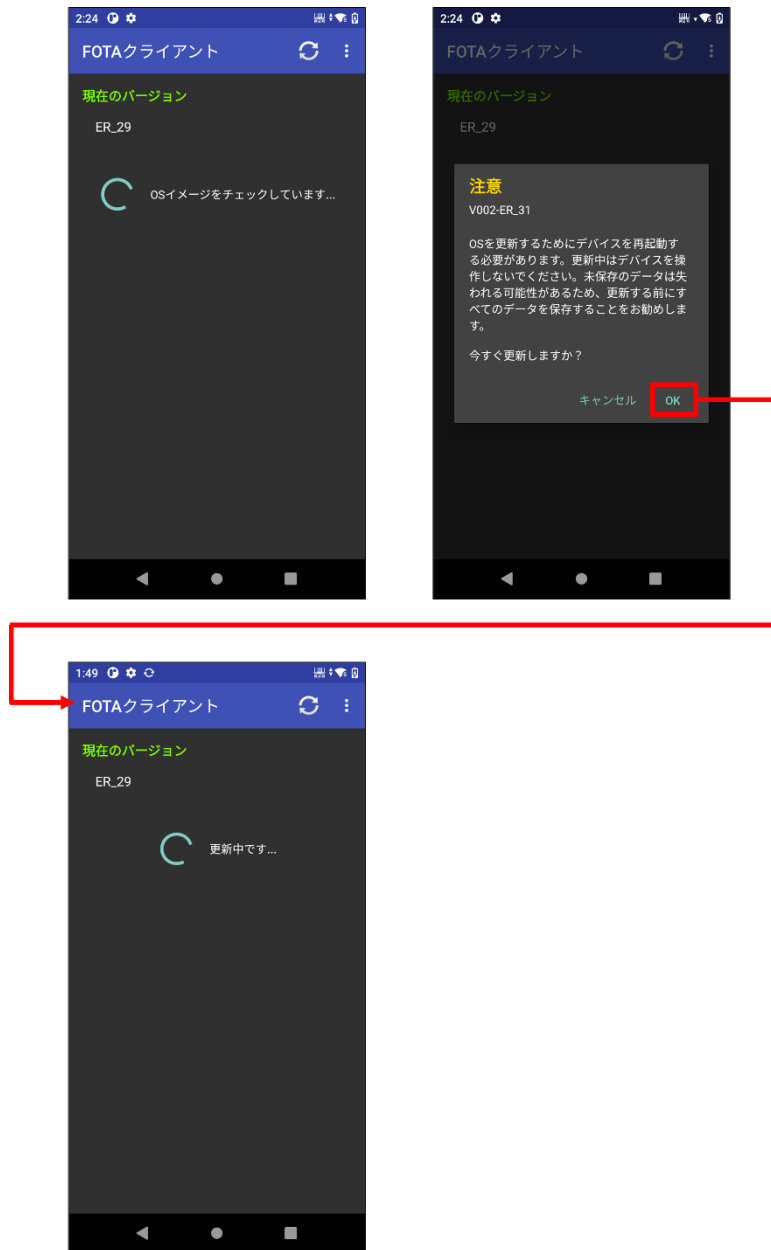 2:24
FOTAクライアント
現在のバージョン
ER_29
OSイメージをチェックしています...
2:24
FOTAクライアント
現在のバージョン
ER_29
注意
V002-ER_31
OSを更新するためにデバイスを再起動す
る必要があります。更新中はデバイスを操
作しないでください。未保存のデータは失
われる可能性があるため、更新する前にす
べてのデータを保存することをお勧めしま
す。
今すぐ更新しますか？
キャンセル OK
1:49
FOTAクライアント
現在のバージョン
ER_29
更新中です...